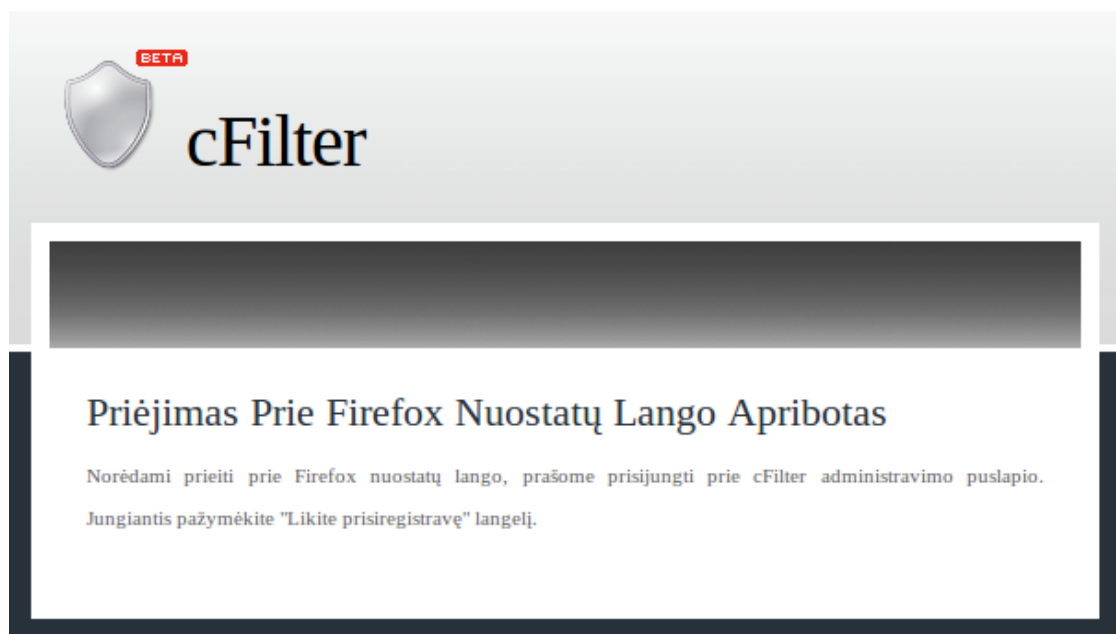 BETA
cFilter
Priėjimas Prie Firefox Nuostatų Lango Apribotas
Norėdami prieiti prie Firefox nuostatų lango, prašome prisijungti prie cFilter administravimo puslapio.
Jungiantis pažymėkite "Likite prisiregistravę" langelį.